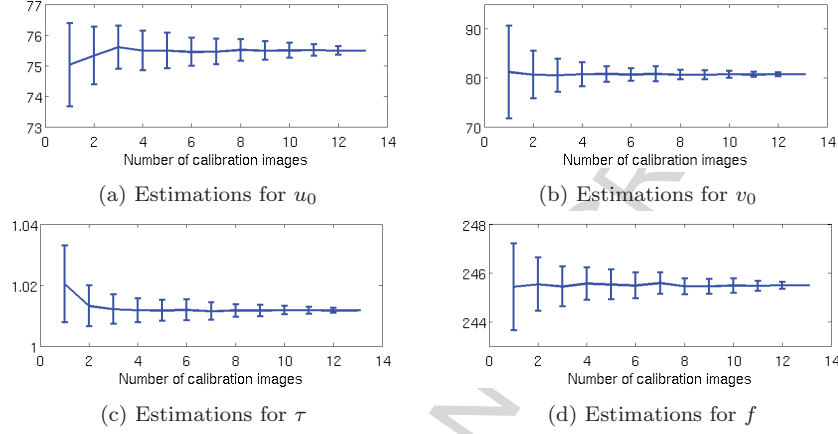 77
76
75
74
73
0 2 4 6 8 10 12 14
Number of calibration images
(a) Estimations for u₀
90
80
70
0 2 4 6 8 10 12 14
Number of calibration images
(b) Estimations for v₀
1.04
1.02
1
0 2 4 6 8 10 12 14
Number of calibration images
(c) Estimations for τ
248
246
244
0 2 4 6 8 10 12 14
Number of calibration images
(d) Estimations for f